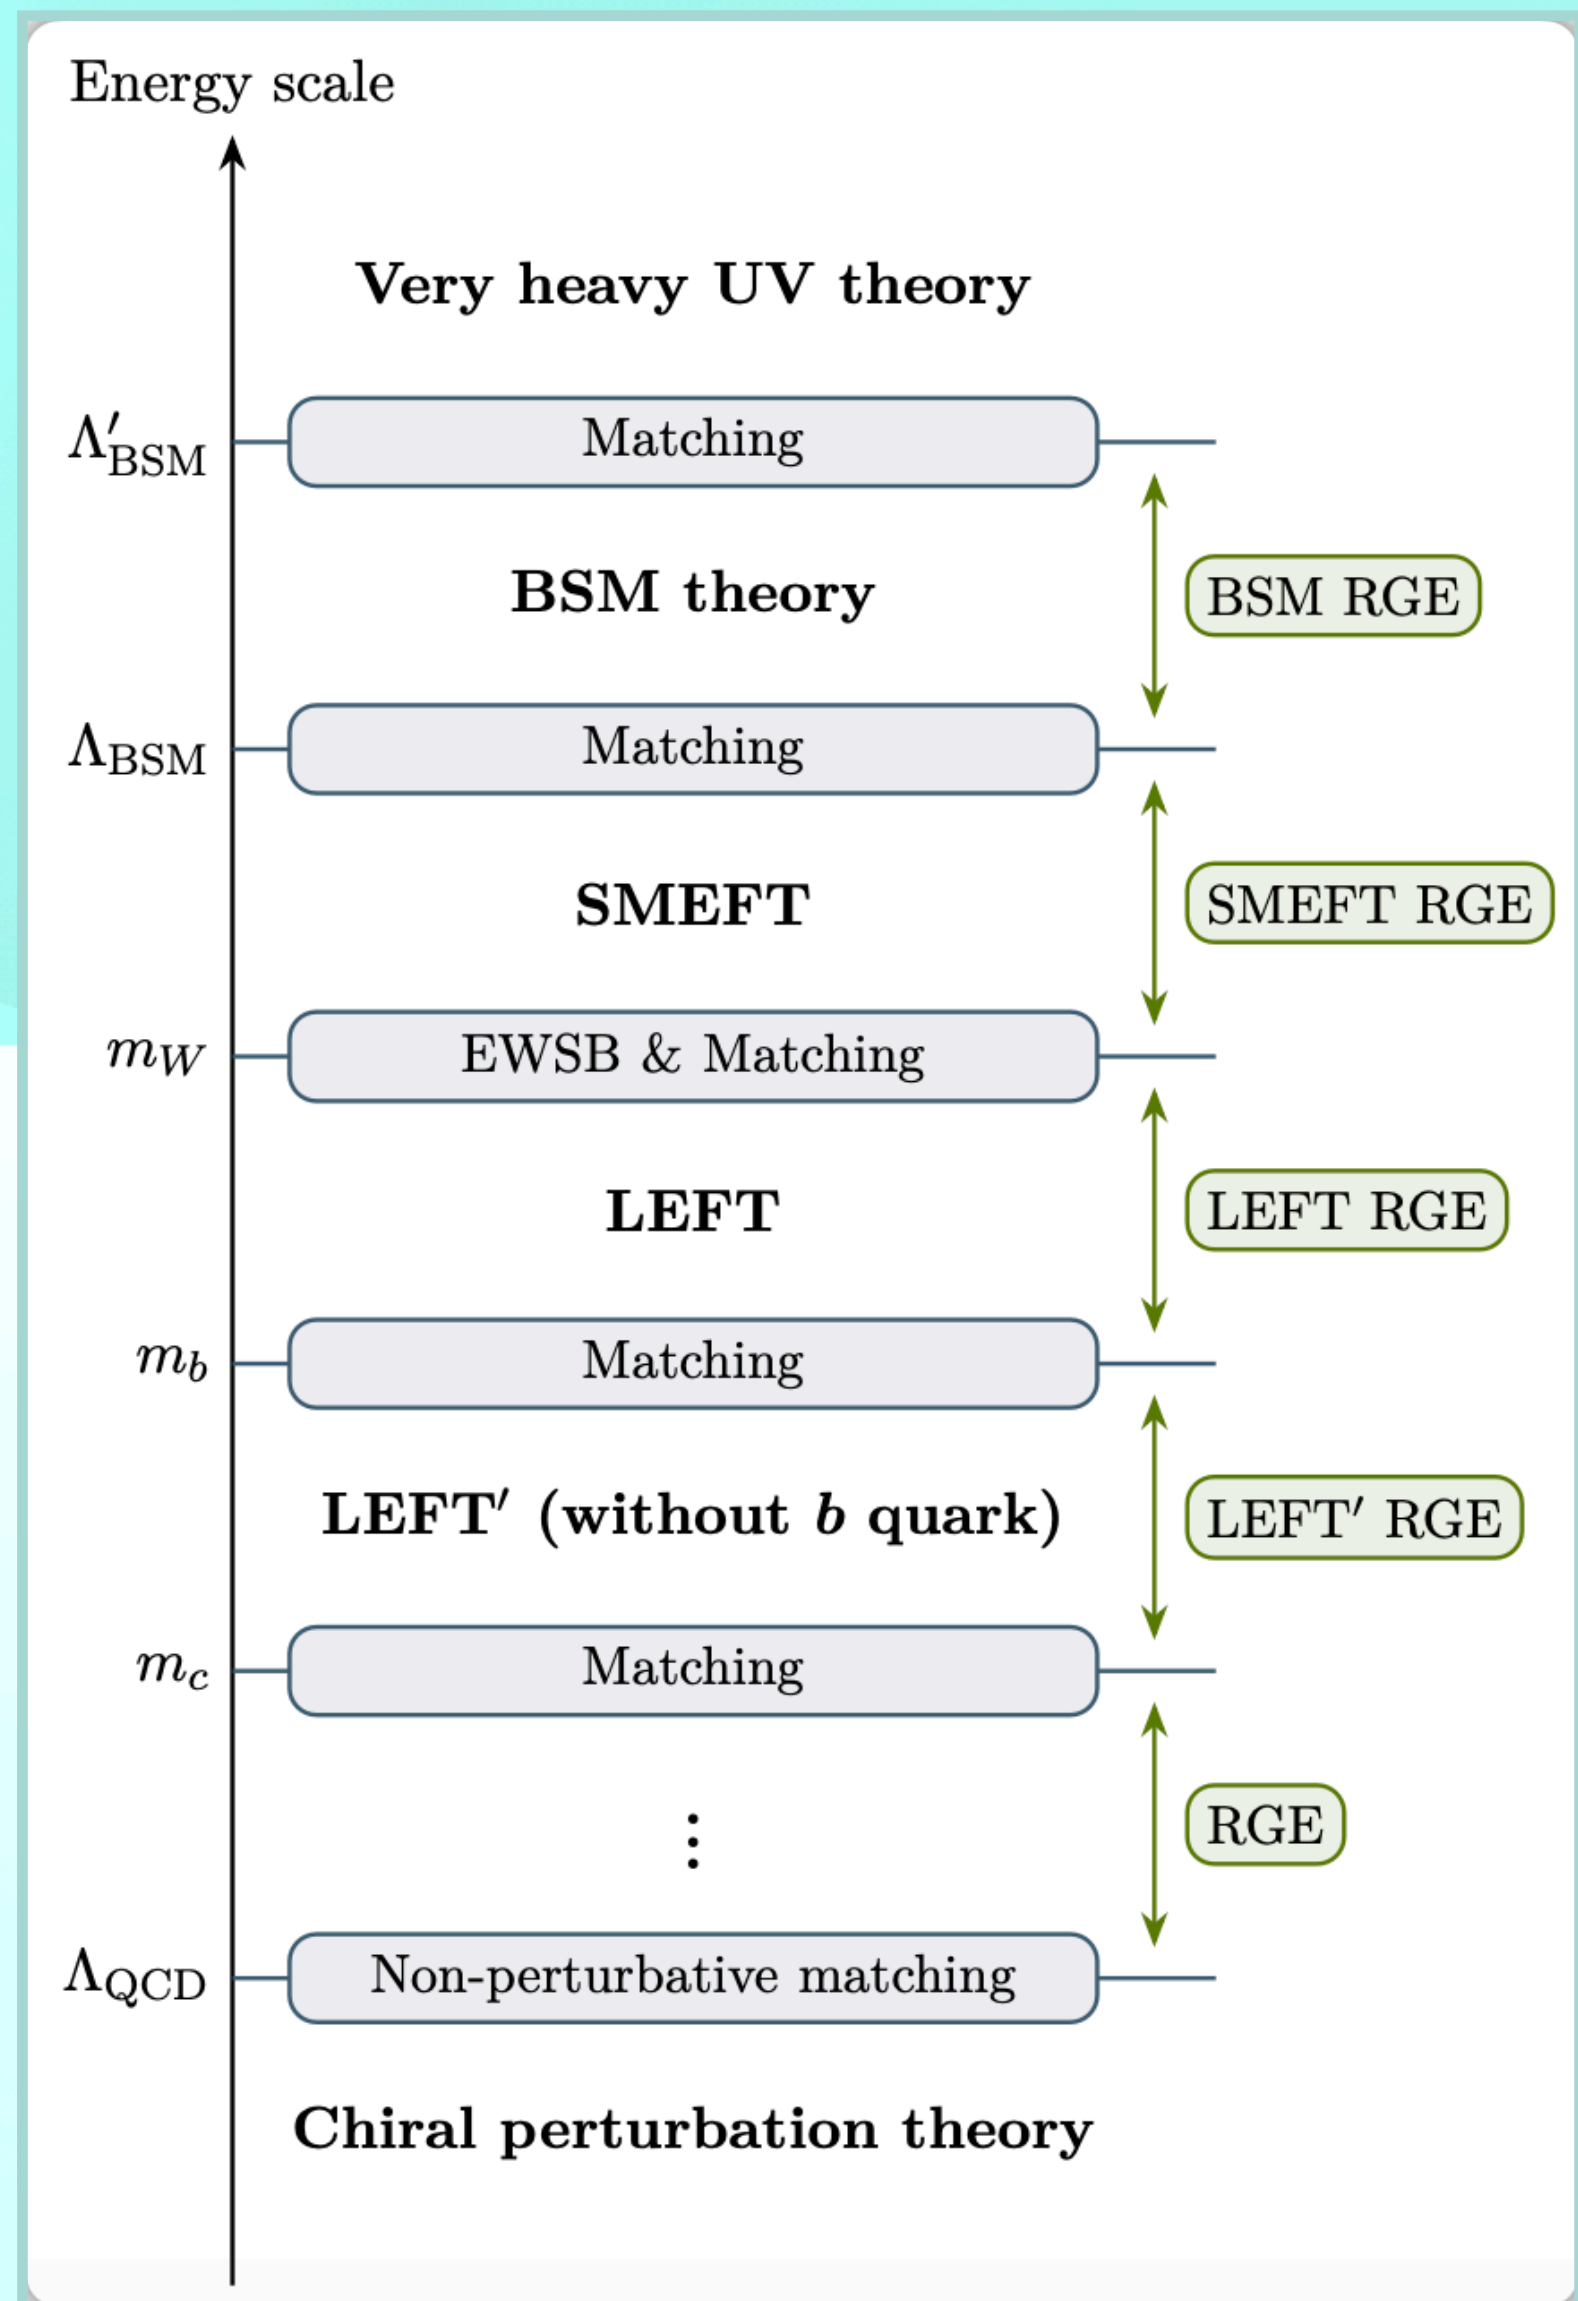 Energy scale
Very heavy UV theory
Λ′BSM Matching
BSM theory BSM RGE
ΛBSM Matching
SMEFT SMEFT RGE
mW EWSB & Matching
LEFT LEFT RGE
mb Matching
LEFT′ (without b quark) LEFT′ RGE
mc Matching
⋮ RGE
ΛQCD Non-perturbative matching
Chiral perturbation theory